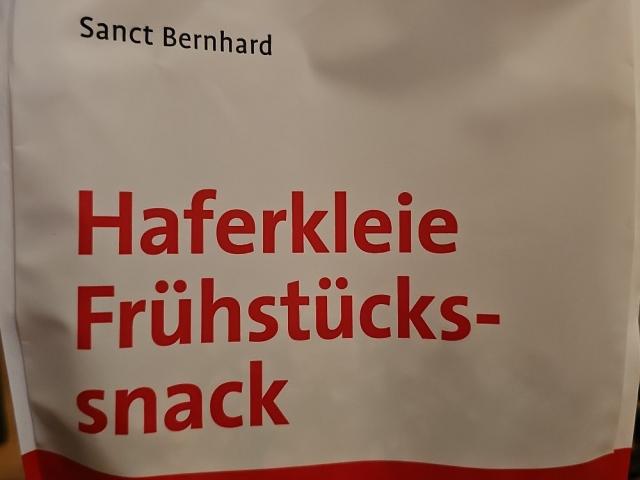 Sanct Bernhard
Haferkleie
Frühstücks-
snack